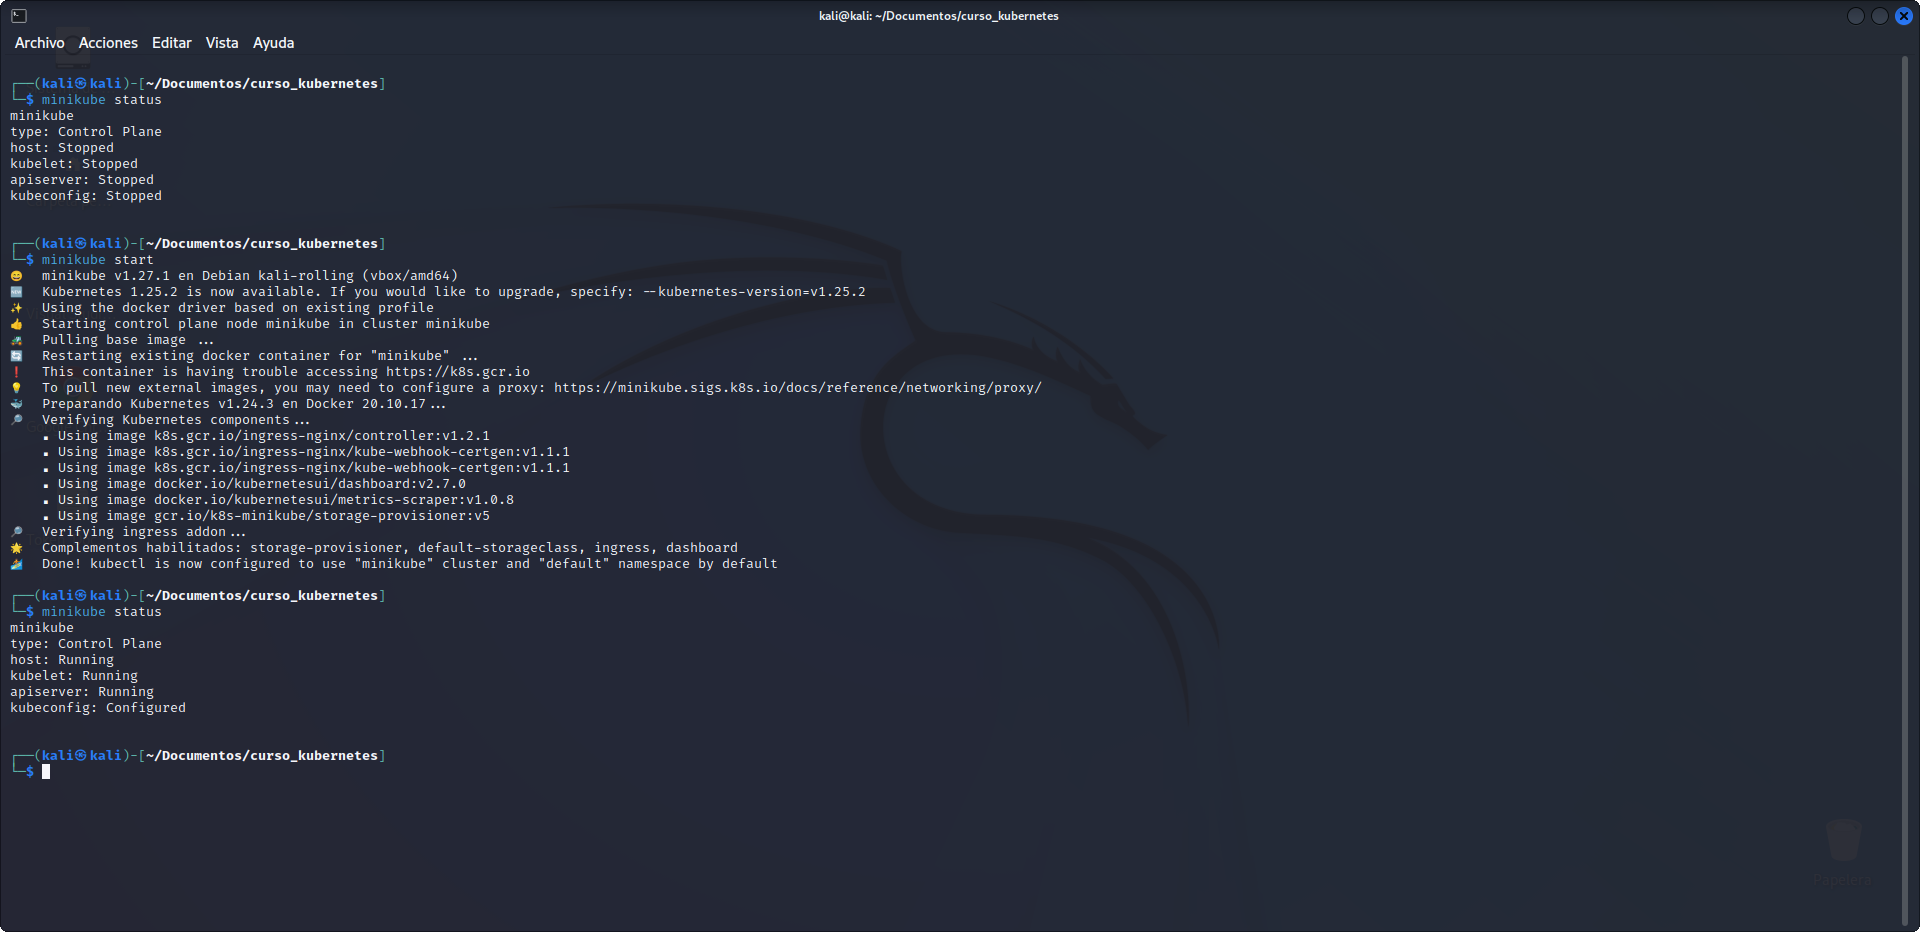 kali@kali: ~/Documentos/curso_kubernetes
Archivo Acciones Editar Vista Ayuda
┌──(kali㉿kali)-[~/Documentos/curso_kubernetes]
└─$ minikube status
minikube
type: Control Plane
host: Stopped
kubelet: Stopped
apiserver: Stopped
kubeconfig: Stopped
┌──(kali㉿kali)-[~/Documentos/curso_kubernetes]
└─$ minikube start
😄 minikube v1.27.1 en Debian kali-rolling (vbox/amd64)
🆕 Kubernetes 1.25.2 is now available. If you would like to upgrade, specify: --kubernetes-version=v1.25.2
✨ Using the docker driver based on existing profile
👍 Starting control plane node minikube in cluster minikube
🚜 Pulling base image ...
🔄 Restarting existing docker container for "minikube" ...
❗ This container is having trouble accessing https://k8s.gcr.io
💡 To pull new external images, you may need to configure a proxy: https://minikube.sigs.k8s.io/docs/reference/networking/proxy/
🐳 Preparando Kubernetes v1.24.3 en Docker 20.10.17...
🔎 Verifying Kubernetes components...
▪ Using image k8s.gcr.io/ingress-nginx/controller:v1.2.1
▪ Using image k8s.gcr.io/ingress-nginx/kube-webhook-certgen:v1.1.1
▪ Using image k8s.gcr.io/ingress-nginx/kube-webhook-certgen:v1.1.1
▪ Using image docker.io/kubernetesui/dashboard:v2.7.0
▪ Using image docker.io/kubernetesui/metrics-scraper:v1.0.8
▪ Using image gcr.io/k8s-minikube/storage-provisioner:v5
🔎 Verifying ingress addon...
🌟 Complementos habilitados: storage-provisioner, default-storageclass, ingress, dashboard
🏄 Done! kubectl is now configured to use "minikube" cluster and "default" namespace by default
┌──(kali㉿kali)-[~/Documentos/curso_kubernetes]
└─$ minikube status
minikube
type: Control Plane
host: Running
kubelet: Running
apiserver: Running
kubeconfig: Configured
┌──(kali㉿kali)-[~/Documentos/curso_kubernetes]
└─$
Papelera